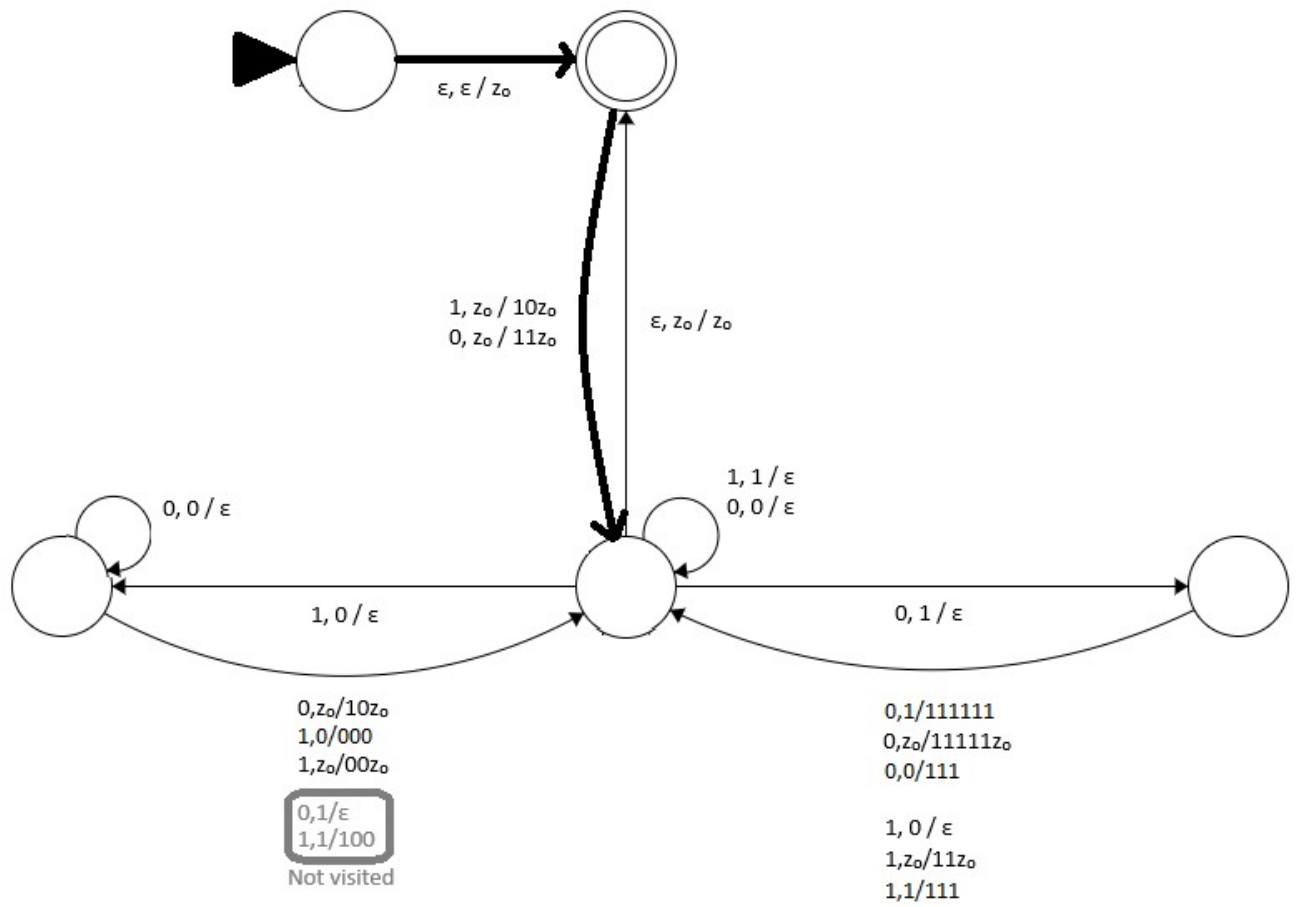 ε, ε / z₀
1, z₀ / 10z₀
0, z₀ / 11z₀
ε, z₀ / z₀
0, 0 / ε
1, 1 / ε
0, 0 / ε
1, 0 / ε
0, 1 / ε
0,z₀/10z₀
1,0/000
1,z₀/00z₀
0,1/ε
1,1/100
Not visited
0,1/111111
0,z₀/11111z₀
0,0/111
1, 0 / ε
1,z₀/11z₀
1,1/111